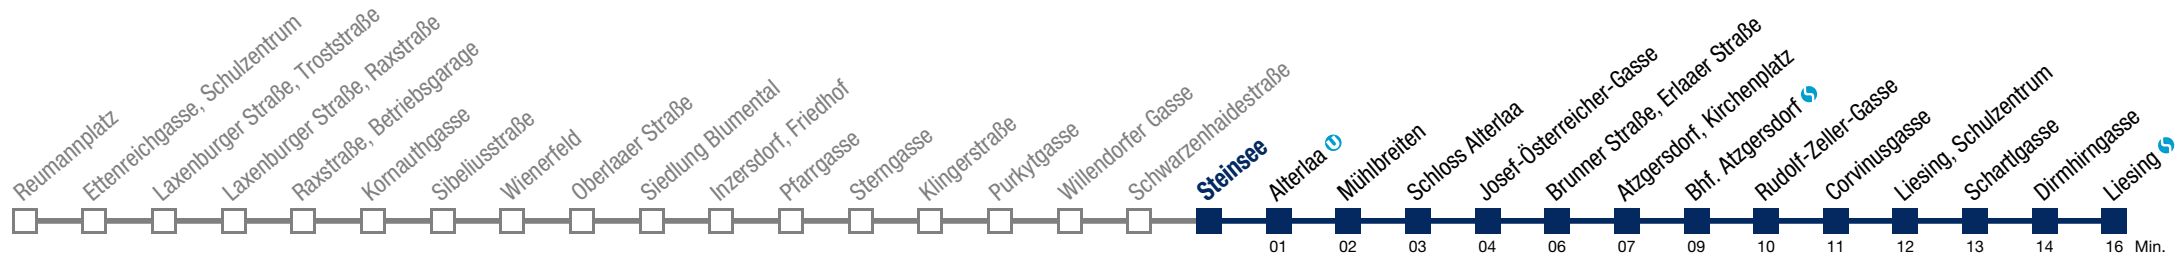 Reumannplatz
Ettenreichgasse, Schulzentrum
Laxenburger Straße, Troststraße
Laxenburger Straße, Raxstraße
Raxstraße, Betriebsgarage
Kornauthgasse
Sibeliusstraße
Wienerfeld
Oberlaaer Straße
Siedlung Blumental
Inzersdorf, Friedhof
Pfarrgasse
Sterngasse
Klingerstraße
Purkytgasse
Willendorfer Gasse
Schwarzenhaidestraße
Steinsee
Alterlaa U
Mühlbreiten
Schloss Alterlaa
Josef-Österreicher-Gasse
Brunner Straße, Erlaaer Straße
Atzgersdorf, Kirchenplatz
Bhf. Atzgersdorf S
Rudolf-Zeller-Gasse
Corvinusgasse
Liesing, Schulzentrum
Schartlgasse
Dirmhirngasse
Liesing S
01 02 03 04 06 07 09 10 11 12 13 14 16 Min.